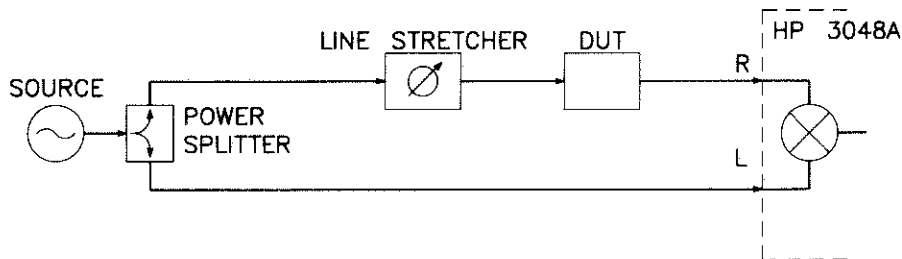 HP 3048A
LINE STRETCHER
DUT
R
SOURCE
POWER
SPLITTER
L